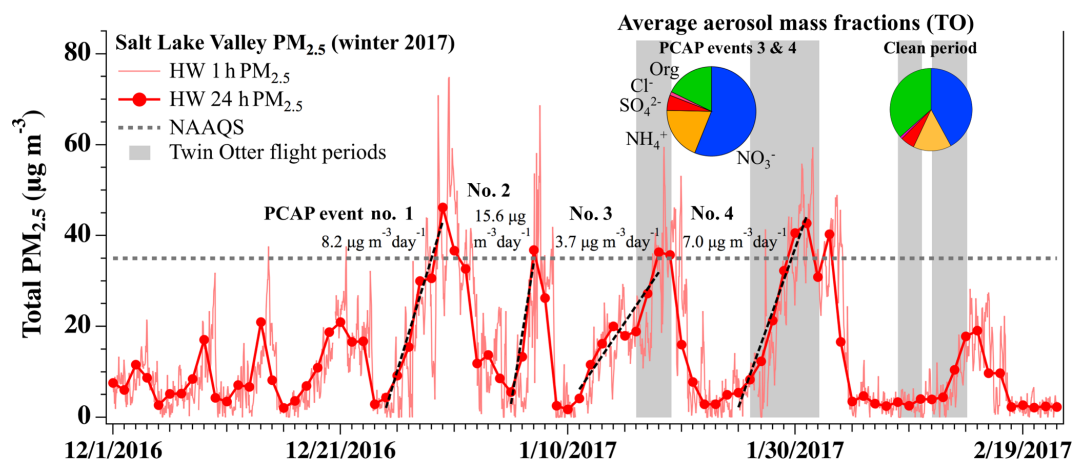 Average aerosol mass fractions (TO)
PCAP events 3 & 4
Clean period
Salt Lake Valley PM2.5 (winter 2017)
HW 1 h PM2.5
HW 24 h PM2.5
NAAQS
Twin Otter flight periods
Org
Cl-
SO4 2-
NH4+
NO3-
PCAP event no. 1
8.2 µg m-3day-1
No. 2
15.6 µg
m-3day-1
No. 3
3.7 µg m-3day-1
No. 4
7.0 µg m-3day-1
Total PM2.5 (µg m-3)
80
60
40
20
0
12/1/2016
12/21/2016
1/10/2017
1/30/2017
2/19/2017